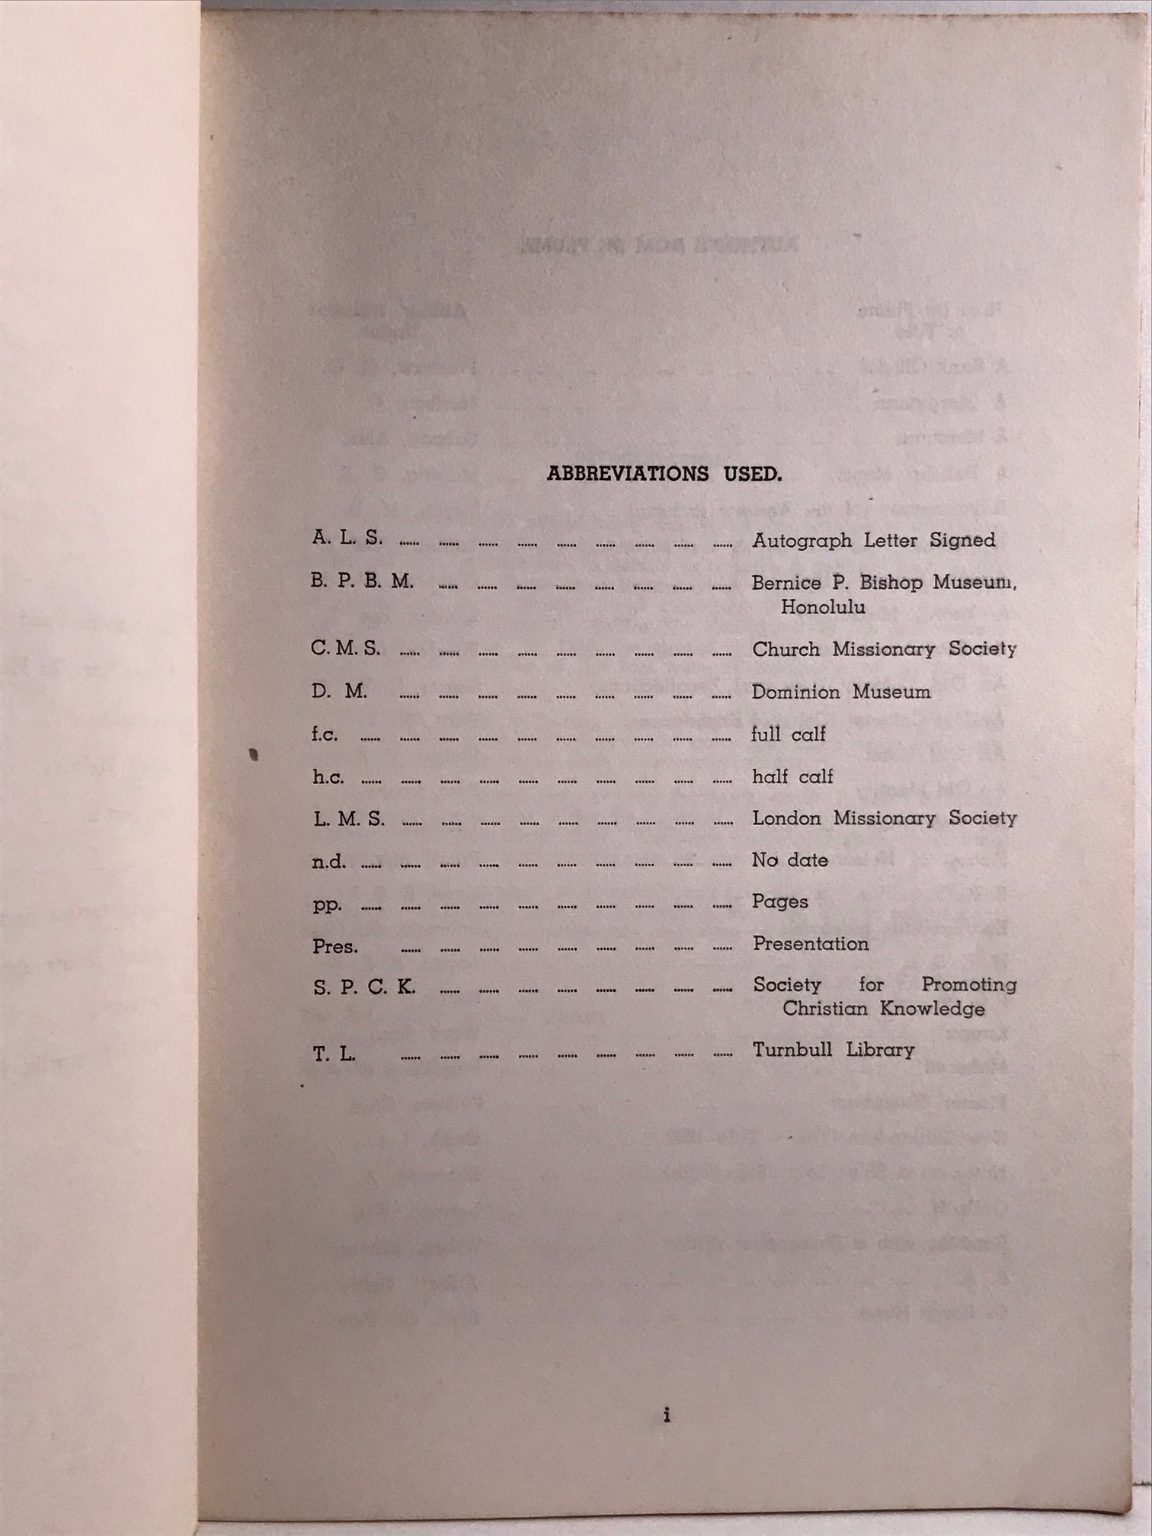 ABBREVIATIONS USED.
A. L. S. ...... ...... ...... ...... ...... ...... ...... ...... ...... Autograph Letter Signed
B. P. B. M. ...... ...... ...... ...... ...... ...... ...... ...... Bernice P. Bishop Museum,
Honolulu
C. M. S. ...... ...... ...... ...... ...... ...... ...... ...... ...... Church Missionary Society
D. M. ...... ...... ...... ...... ...... ...... ...... ...... ...... Dominion Museum
f.c. ...... ...... ...... ...... ...... ...... ...... ...... ...... ...... full calf
h.c. ...... ...... ...... ...... ...... ...... ...... ...... ...... ...... half calf
L. M. S. ...... ...... ...... ...... ...... ...... ...... ...... ...... London Missionary Society
n.d. ...... ...... ...... ...... ...... ...... ...... ...... ...... ...... No date
pp. ...... ...... ...... ...... ...... ...... ...... ...... ...... ...... Pages
Pres. ...... ...... ...... ...... ...... ...... ...... ...... ...... Presentation
S. P. C. K. ...... ...... ...... ...... ...... ...... ...... ...... Society for Promoting
Christian Knowledge
T. L. ...... ...... ...... ...... ...... ...... ...... ...... ...... Turnbull Library
i